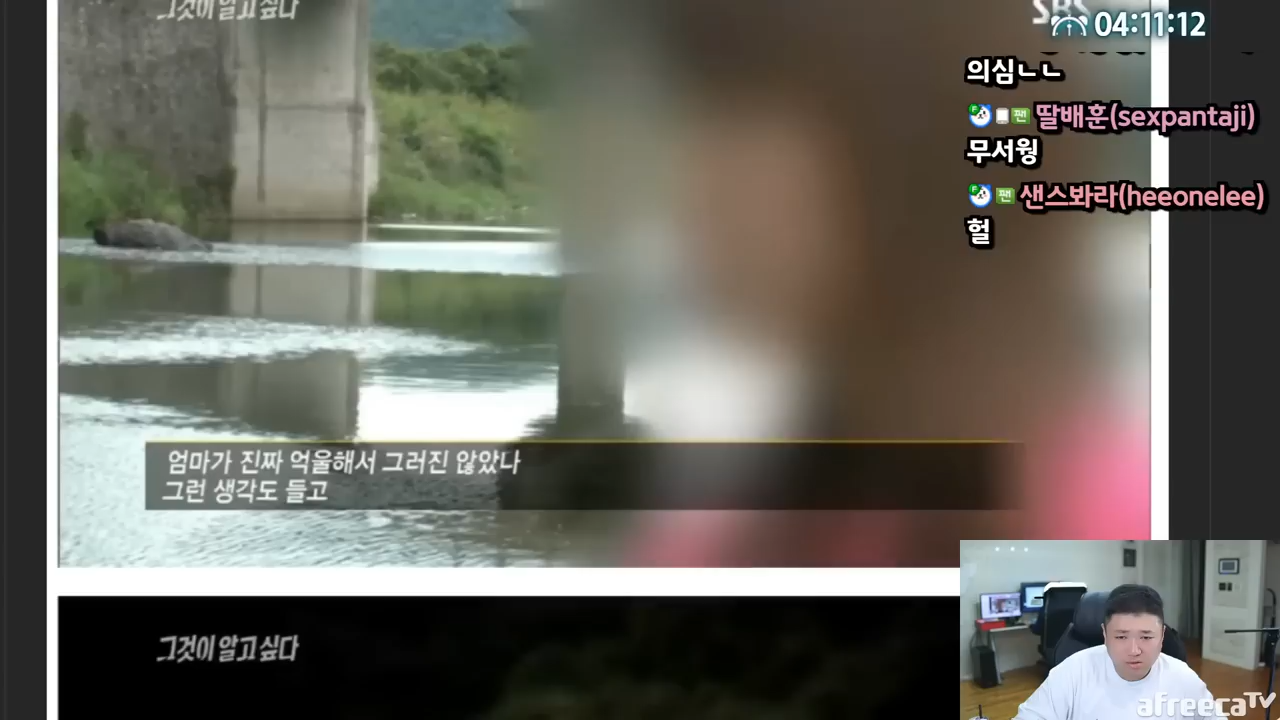 그것이 알고 싶다
SBS
04:11:12
의심ㄴㄴ
딸배훈(sexpantaji)
무서웡
샌스봐라(heeonelee)
헐
엄마가 진짜 억울해서 그러진 않았나
그런 생각도 들고
그것이 알고 싶다
afreecaTV